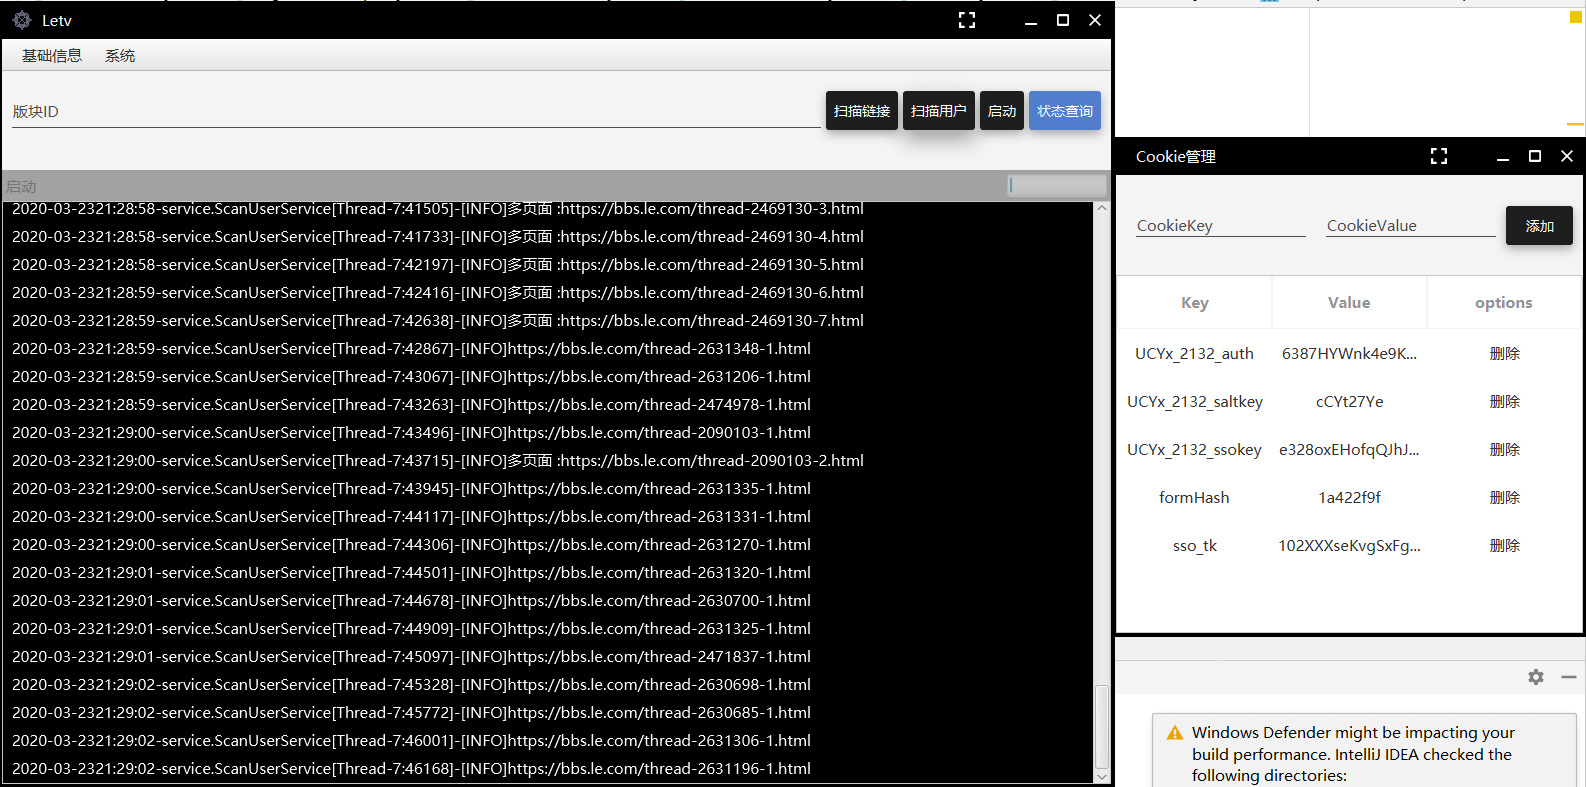 Letv
基础信息 系统
版块ID
扫描链接 扫描用户 启动 状态查询
启动
2020-03-2321:28:58-service.ScanUserService[Thread-7:41505]-[INFO]多页面 :https://bbs.le.com/thread-2469130-3.html
2020-03-2321:28:58-service.ScanUserService[Thread-7:41733]-[INFO]多页面 :https://bbs.le.com/thread-2469130-4.html
2020-03-2321:28:58-service.ScanUserService[Thread-7:42197]-[INFO]多页面 :https://bbs.le.com/thread-2469130-5.html
2020-03-2321:28:59-service.ScanUserService[Thread-7:42416]-[INFO]多页面 :https://bbs.le.com/thread-2469130-6.html
2020-03-2321:28:59-service.ScanUserService[Thread-7:42638]-[INFO]多页面 :https://bbs.le.com/thread-2469130-7.html
2020-03-2321:28:59-service.ScanUserService[Thread-7:42867]-[INFO]https://bbs.le.com/thread-2631348-1.html
2020-03-2321:28:59-service.ScanUserService[Thread-7:43067]-[INFO]https://bbs.le.com/thread-2631206-1.html
2020-03-2321:28:59-service.ScanUserService[Thread-7:43263]-[INFO]https://bbs.le.com/thread-2474978-1.html
2020-03-2321:29:00-service.ScanUserService[Thread-7:43496]-[INFO]https://bbs.le.com/thread-2090103-1.html
2020-03-2321:29:00-service.ScanUserService[Thread-7:43715]-[INFO]多页面 :https://bbs.le.com/thread-2090103-2.html
2020-03-2321:29:00-service.ScanUserService[Thread-7:43945]-[INFO]https://bbs.le.com/thread-2631335-1.html
2020-03-2321:29:00-service.ScanUserService[Thread-7:44117]-[INFO]https://bbs.le.com/thread-2631331-1.html
2020-03-2321:29:00-service.ScanUserService[Thread-7:44306]-[INFO]https://bbs.le.com/thread-2631270-1.html
2020-03-2321:29:01-service.ScanUserService[Thread-7:44501]-[INFO]https://bbs.le.com/thread-2631320-1.html
2020-03-2321:29:01-service.ScanUserService[Thread-7:44678]-[INFO]https://bbs.le.com/thread-2630700-1.html
2020-03-2321:29:01-service.ScanUserService[Thread-7:44909]-[INFO]https://bbs.le.com/thread-2631325-1.html
2020-03-2321:29:01-service.ScanUserService[Thread-7:45097]-[INFO]https://bbs.le.com/thread-2471837-1.html
2020-03-2321:29:02-service.ScanUserService[Thread-7:45328]-[INFO]https://bbs.le.com/thread-2630698-1.html
2020-03-2321:29:02-service.ScanUserService[Thread-7:45772]-[INFO]https://bbs.le.com/thread-2630685-1.html
2020-03-2321:29:02-service.ScanUserService[Thread-7:46001]-[INFO]https://bbs.le.com/thread-2631306-1.html
2020-03-2321:29:02-service.ScanUserService[Thread-7:46168]-[INFO]https://bbs.le.com/thread-2631196-1.html
Cookie管理
CookieKey CookieValue 添加
Key Value options
UCYx_2132_auth 6387HYWnk4e9K... 删除
UCYx_2132_saltkey cCYt27Ye 删除
UCYx_2132_ssokey e328oxEHofqQJhJ... 删除
formHash 1a422f9f 删除
sso_tk 102XXXseKvgSxFg... 删除
Windows Defender might be impacting your
build performance. IntelliJ IDEA checked the
following directories: